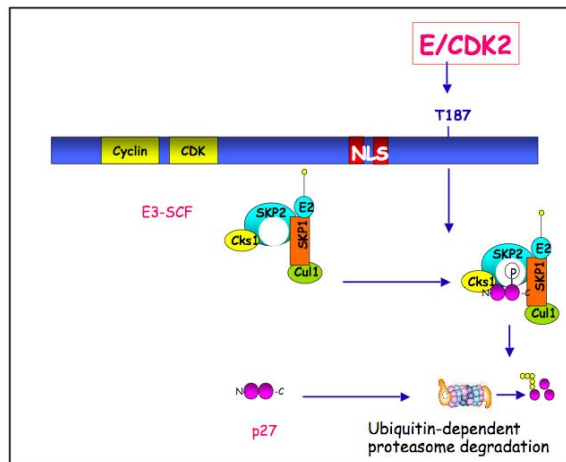 E/CDK2
T187
Cyclin CDK NLS
E3-SCF
SKP2 E2
Cks1 SKP1
Cul1
SKP2 E2
P
Cks1 SKP1
N -C
Cul1
N -C
p27
Ubiquitin-dependent
proteasome degradation